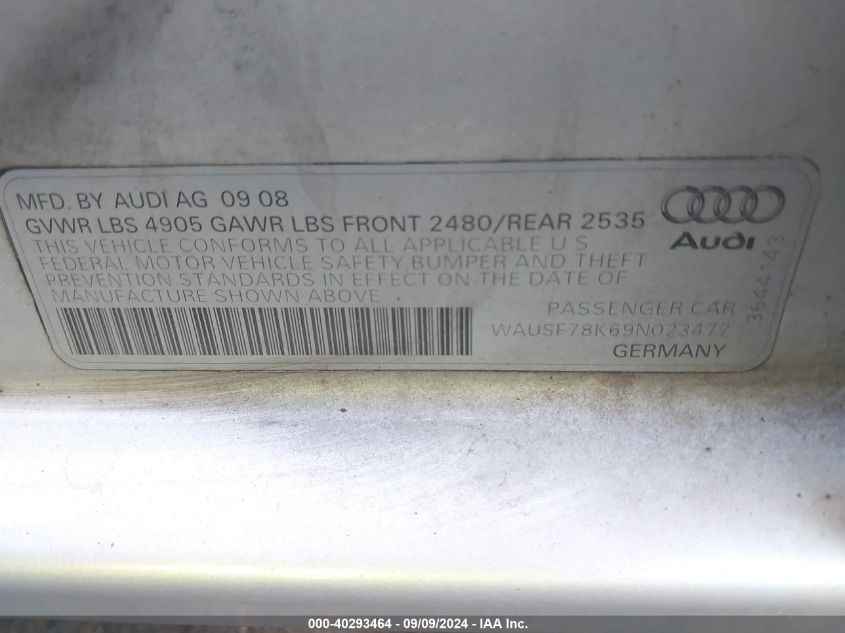 MFD. BY AUDI AG 09 08
GVWR LBS 4905 GAWR LBS FRONT 2480/REAR 2535
THIS VEHICLE CONFORMS TO ALL APPLICABLE U S
FEDERAL MOTOR VEHICLE SAFETY, BUMPER AND THEFT
PREVENTION STANDARDS IN EFFECT ON THE DATE OF
MANUFACTURE SHOWN ABOVE
Audi
3644143
PASSENGER CAR
WAUSF78K69N023477
GERMANY
000-40293464 - 09/09/2024 - IAA Inc.